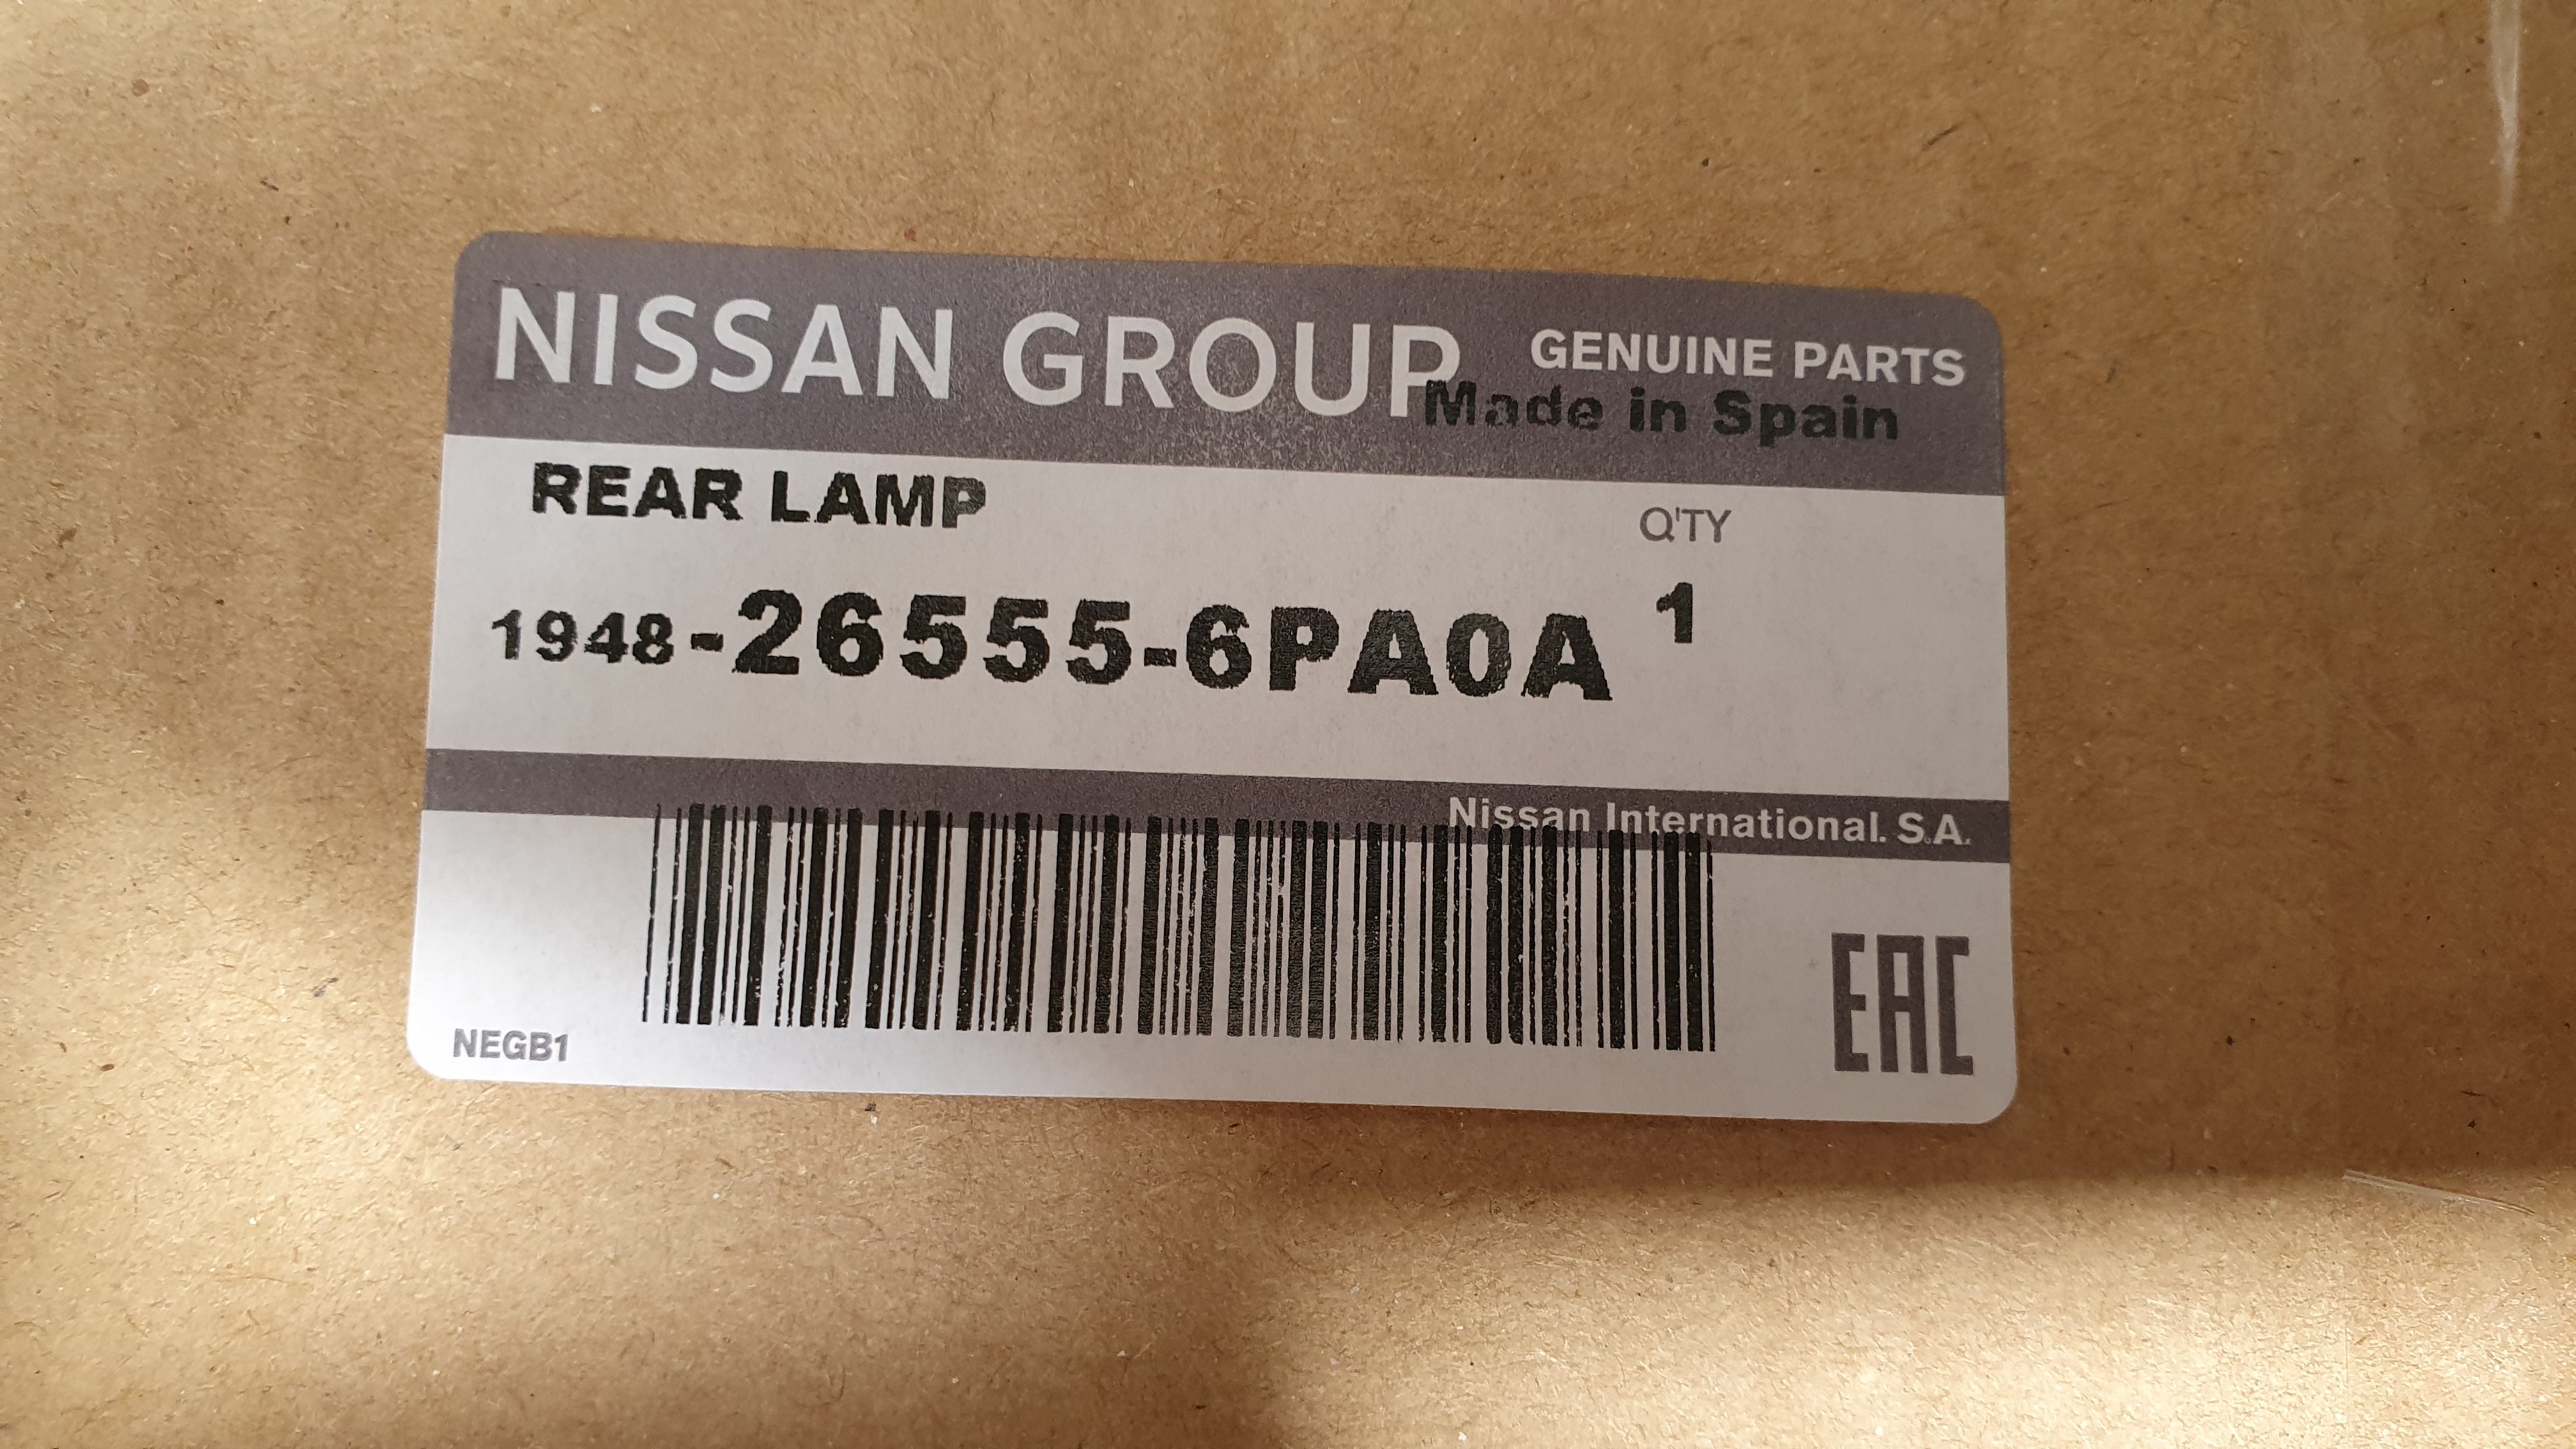 NISSAN GROUP GENUINE PARTS
Made in Spain
REAR LAMP
Q'TY
1948-26555-6PA0A 1
Nissan International. S.A.
NEGB1
EAC